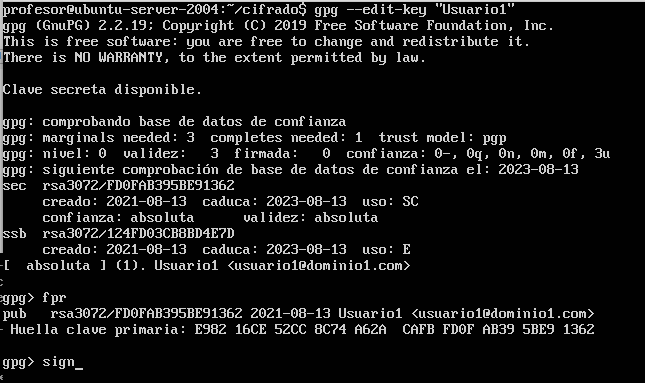 profesor@ubuntu-server-2004:~/cifrado$ gpg --edit-key "Usuario1"
gpg (GnuPG) 2.2.19; Copyright (C) 2019 Free Software Foundation, Inc.
This is free software: you are free to change and redistribute it.
There is NO WARRANTY, to the extent permitted by law.
Clave secreta disponible.
gpg: comprobando base de datos de confianza
gpg: marginals needed: 3  completes needed: 1  trust model: pgp
gpg: nivel: 0  validez:   3  firmada:   0  confianza: 0-, 0q, 0n, 0m, 0f, 3u
gpg: siguiente comprobación de base de datos de confianza el: 2023-08-13
sec  rsa3072/FD0FAB395BE91362
     creado: 2021-08-13  caduca: 2023-08-13  uso: SC
     confianza: absoluta      validez: absoluta
ssb  rsa3072/124FD03CB8BD4E7D
     creado: 2021-08-13  caduca: 2023-08-13  uso: E
[  absoluta ] (1). Usuario1 <usuario1@dominio1.com>
gpg> fpr
pub   rsa3072/FD0FAB395BE91362 2021-08-13 Usuario1 <usuario1@dominio1.com>
 Huella clave primaria: E982 16CE 52CC 8C74 A62A  CAFB FD0F AB39 5BE9 1362
gpg> sign_